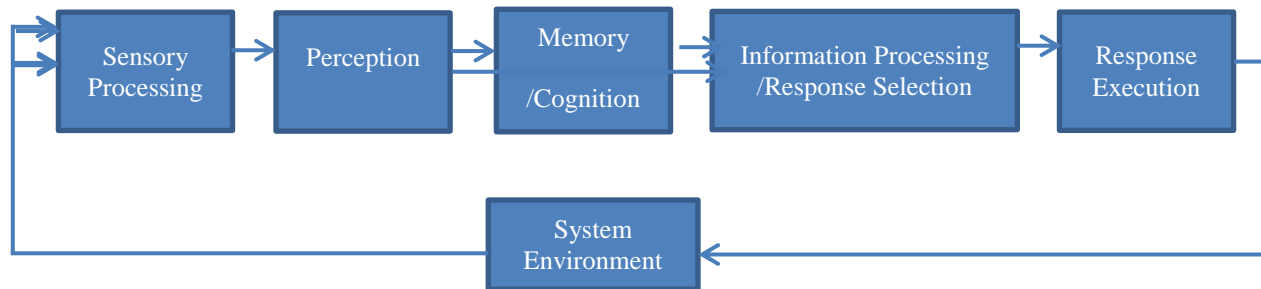 Sensory
Processing
Perception
Memory
/Cognition
Information Processing
/Response Selection
Response
Execution
System
Environment